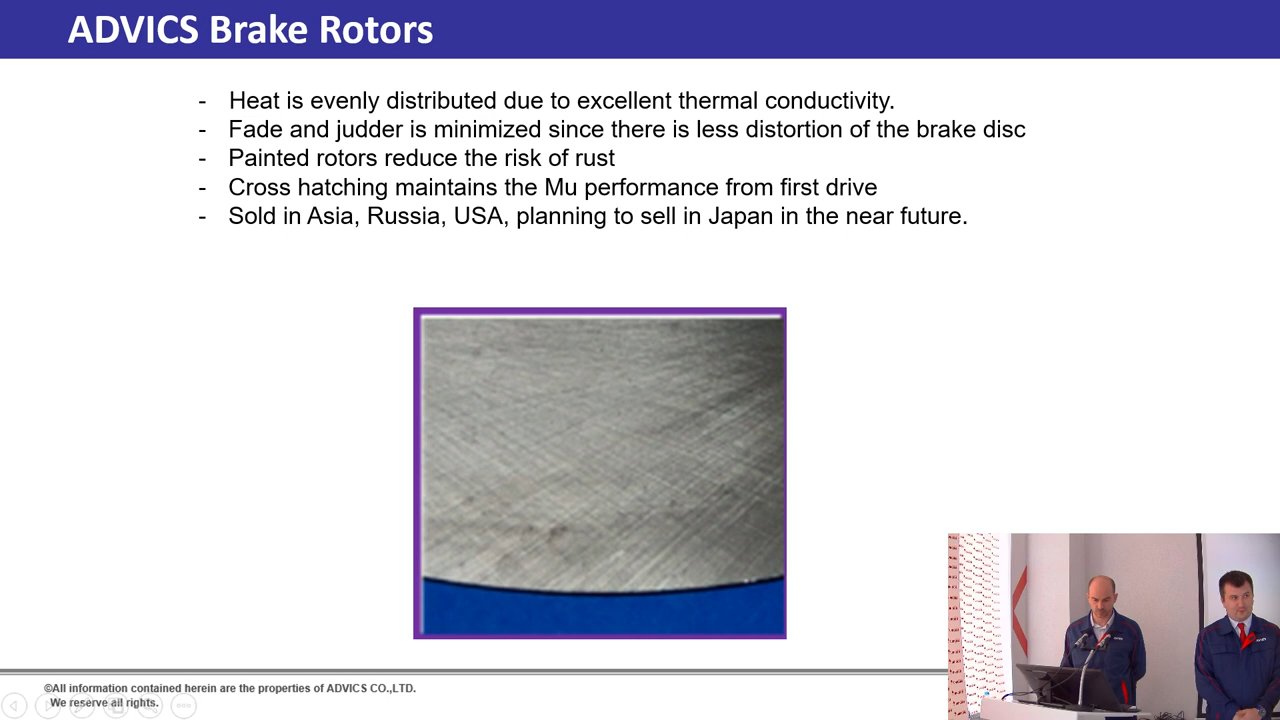 ADVICS Brake Rotors
- Heat is evenly distributed due to excellent thermal conductivity.
- Fade and judder is minimized since there is less distortion of the brake disc
- Painted rotors reduce the risk of rust
- Cross hatching maintains the Mu performance from first drive
- Sold in Asia, Russia, USA, planning to sell in Japan in the near future.
©All information contained herein are the properties of ADVICS CO.,LTD.
We reserve all rights.